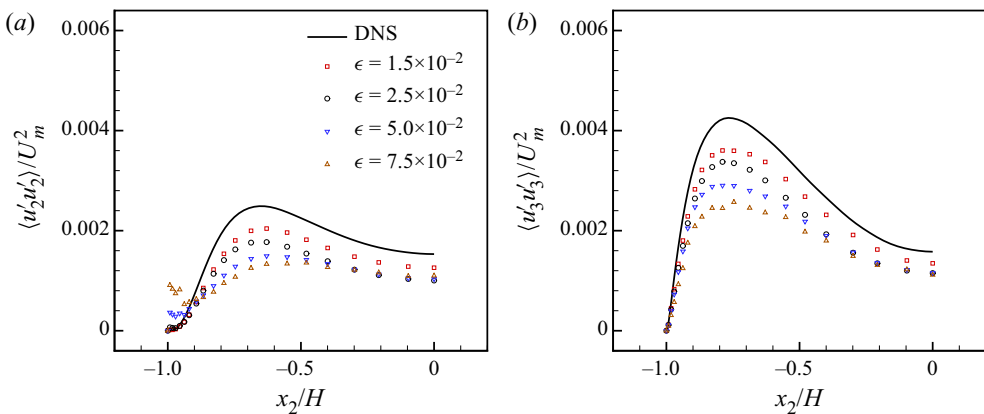 (a)
0.006
0.004
0.002
0
⟨u′₂u′₂⟩/U²ₘ
DNS
ϵ = 1.5×10⁻²
ϵ = 2.5×10⁻²
ϵ = 5.0×10⁻²
ϵ = 7.5×10⁻²
–1.0
–0.5
0
x₂/H
(b)
0.006
0.004
0.002
0
⟨u′₃u′₃⟩/U²ₘ
–1.0
–0.5
0
x₂/H